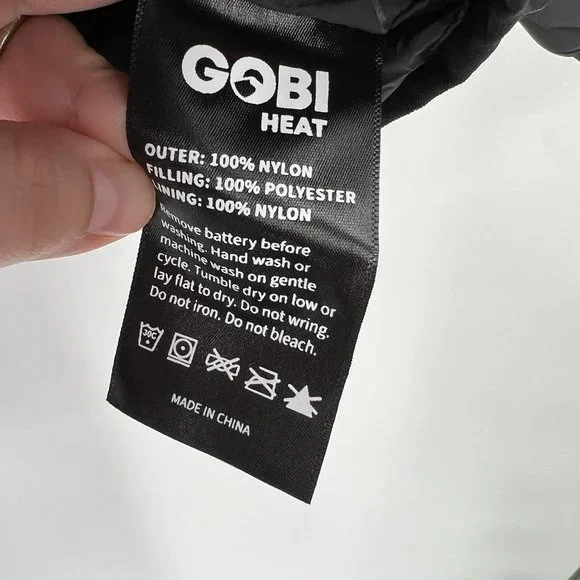 GOBI
HEAT
OUTER: 100% NYLON
FILLING: 100% POLYESTER
LINING: 100% NYLON
Remove battery before
washing. Hand wash or
machine wash on gentle
cycle. Tumble dry on low or
lay flat to dry. Do not wring.
Do not iron. Do not bleach.
30C
MADE IN CHINA